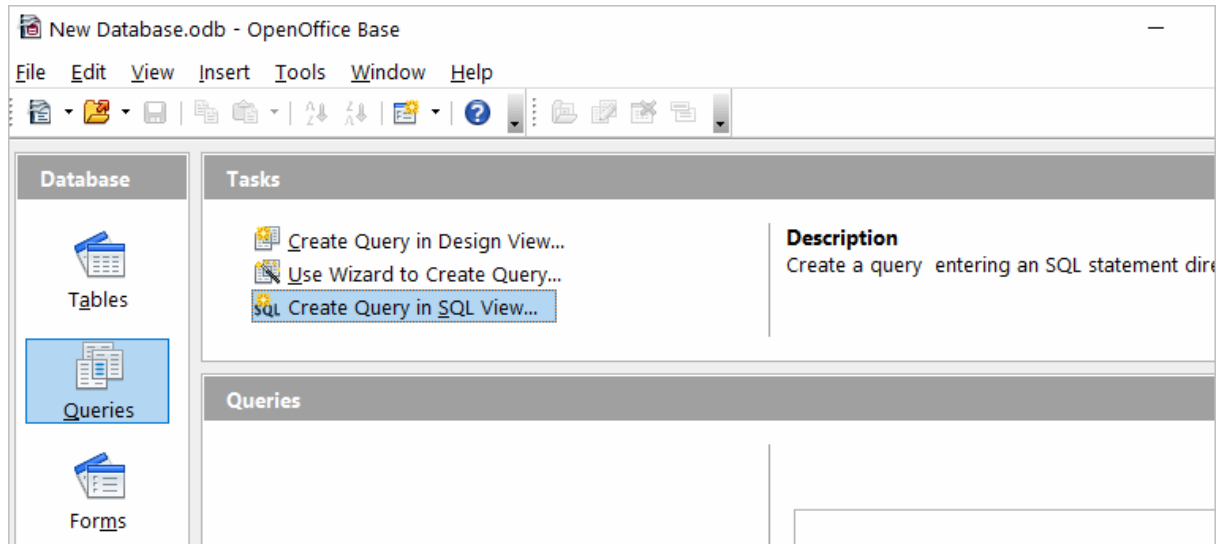 New Database.odb - OpenOffice Base
File Edit View Insert Tools Window Help
Database
Tables
Queries
Forms
Tasks
Create Query in Design View...
Use Wizard to Create Query...
SQL Create Query in SQL View...
Description
Create a query  entering an SQL statement dire
Queries